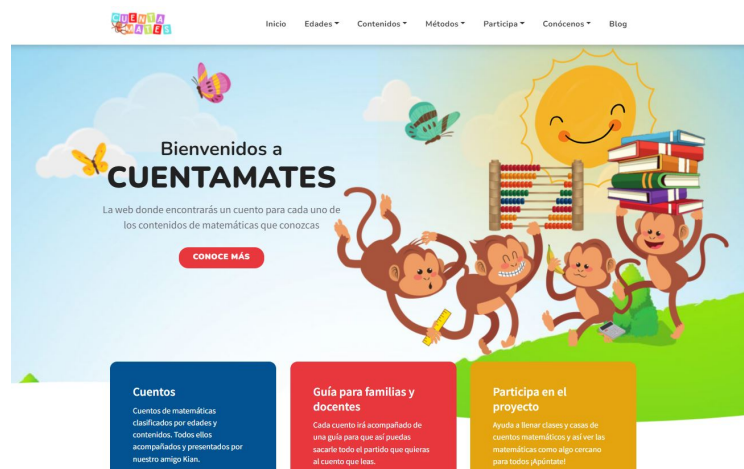 CUENTA
MATES
Inicio Edades Contenidos Métodos Participa Conócenos Blog
Bienvenidos a
CUENTAMATES
La web donde encontrarás un cuento para cada uno de
los contenidos de matemáticas que conozcas
CONOCE MÁS
Cuentos
Cuentos de matemáticas
clasificados por edades y
contenidos. Todos ellos
acompañados y presentados por
nuestro amigo Kian.
Guía para familias y
docentes
Cada cuento irá acompañado de
una guía para que así puedas
sacarle todo el partido que quieras
al cuento que leas.
Participa en el
proyecto
Ayuda a llenar clases y casas de
cuentos matemáticos y así ver las
matemáticas como algo cercano
para todos ¡Apúntate!